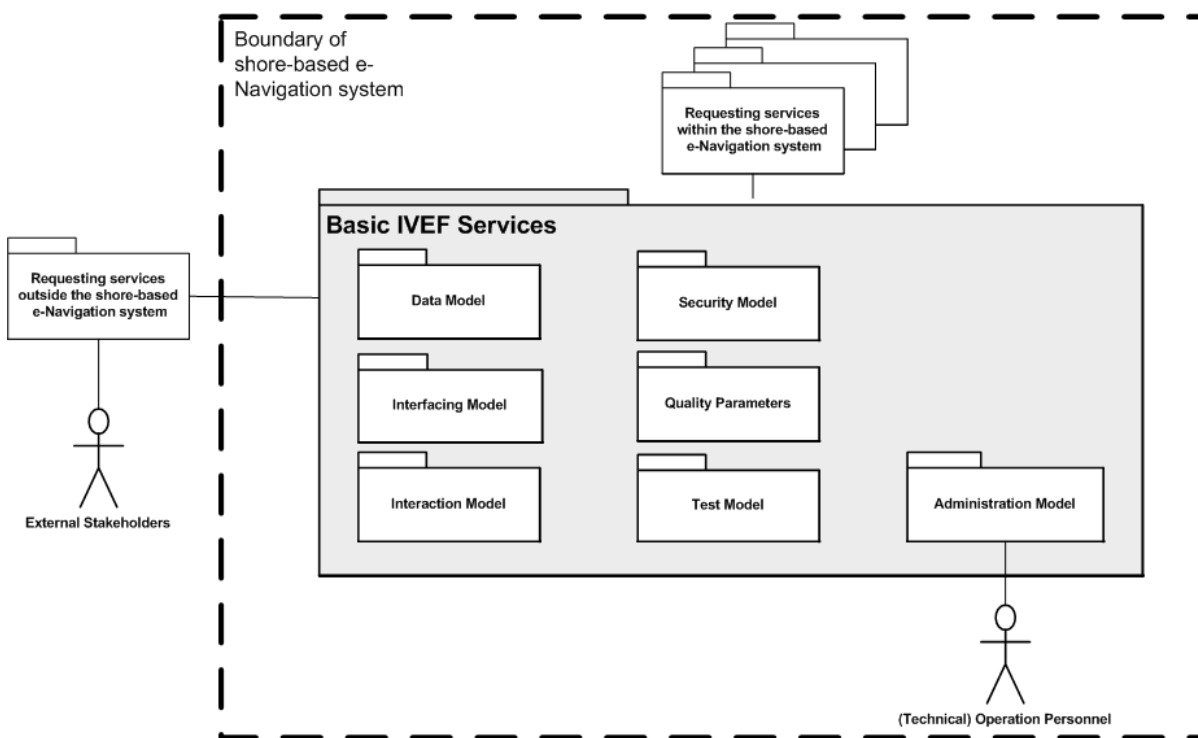 Boundary of
shore-based e-
Navigation system
Requesting services
within the shore-based
e-Navigation system
Basic IVEF Services
Requesting services
outside the shore-based
e-Navigation system
Data Model
Security Model
Interfacing Model
Quality Parameters
Interaction Model
Test Model
Administration Model
External Stakeholders
(Technical) Operation Personnel